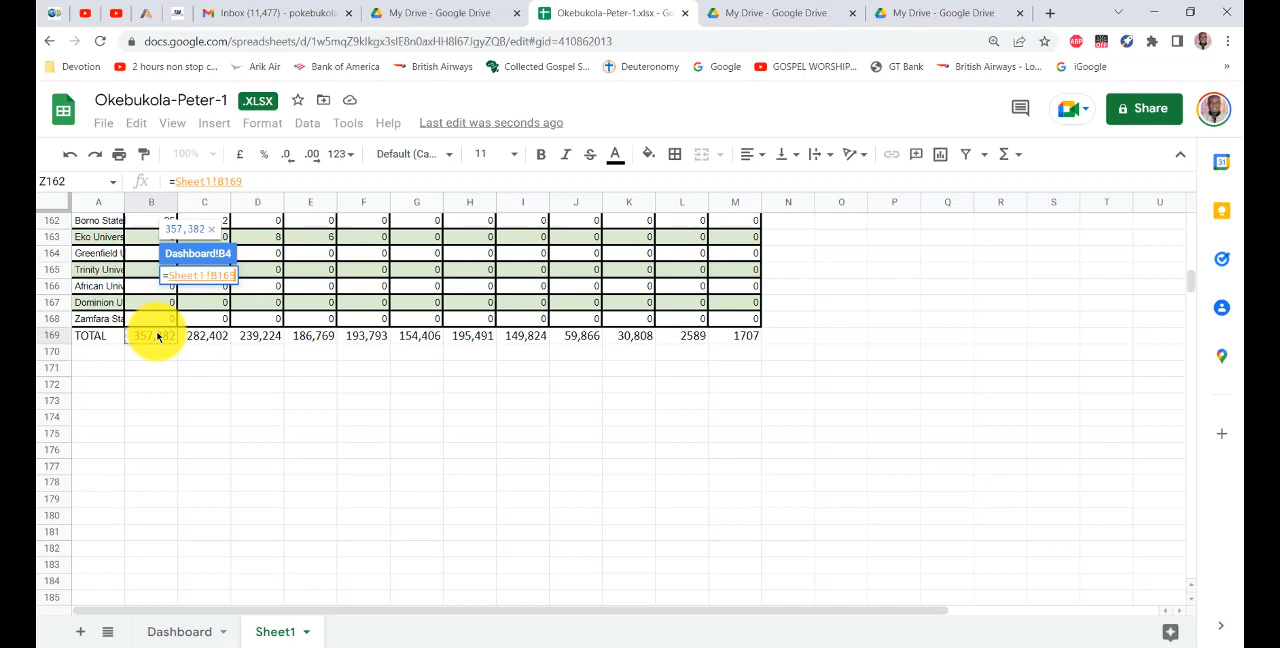 Inbox (11,477) - pokebukola
My Drive - Google Drive
Okebukola-Peter-1.xlsx - Go
My Drive - Google Drive
My Drive - Google Drive
docs.google.com/spreadsheets/d/
/edit#gid=410862013
Devotion
2 hours non stop c...
Arik Air
Bank of America
British Airways
Collected Gospel S...
Deuteronomy
Google
GOSPEL WORSHIP...
GT Bank
British Airways - Lo...
iGoogle
Okebukola-Peter-1 .XLSX
File Edit View Insert Format Data Tools Help Last edit was seconds ago
Share
100% £ % .0 .00 123 Default (Ca... 11 B I S A Σ
Z162 fx =Sheet1!B169
A B C D E F G H I J K L M N O P Q R S T U
162 Borno State 2 0 0 0 0 0 0 0 0 0 0
163 Eko Univers 0 8 6 0 0 0 0 0 0 0 0
357,382 ×
164 Greenfield U 0 0 0 0 0 0 0 0 0 0
Dashboard!B4
165 Trinity Unive 0 0 0 0 0 0 0 0 0 0 0
=Sheet1!B169
166 African Univ 0 0 0 0 0 0 0 0 0 0 0
167 Dominion U 0 0 0 0 0 0 0 0 0 0 0 0
168 Zamfara Sta 0 0 0 0 0 0 0 0 0 0 0 0
169 TOTAL 357,382 282,402 239,224 186,769 193,793 154,406 195,491 149,824 59,866 30,808 2589 1707
170
171
172
173
174
175
176
177
178
179
180
181
182
183
184
185
Dashboard Sheet1